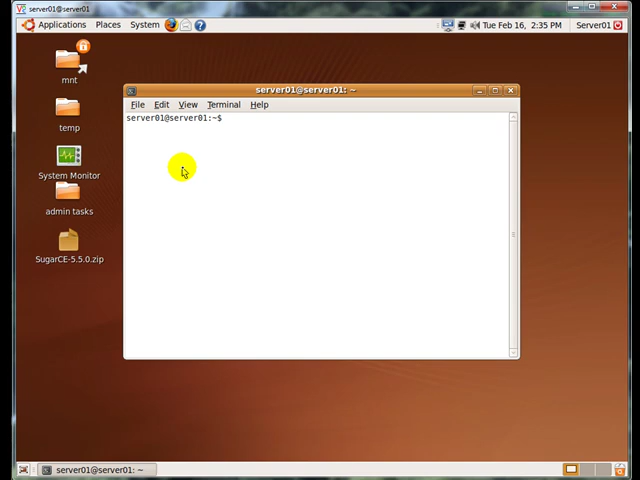 server01@server01
Applications Places System Tue Feb 16, 2:35 PM Server01
mnt
temp
System Monitor
admin tasks
SugarCE-5.5.0.zip
server01@server01: ~
File Edit View Terminal Help
server01@server01:~$
server01@server01: ~